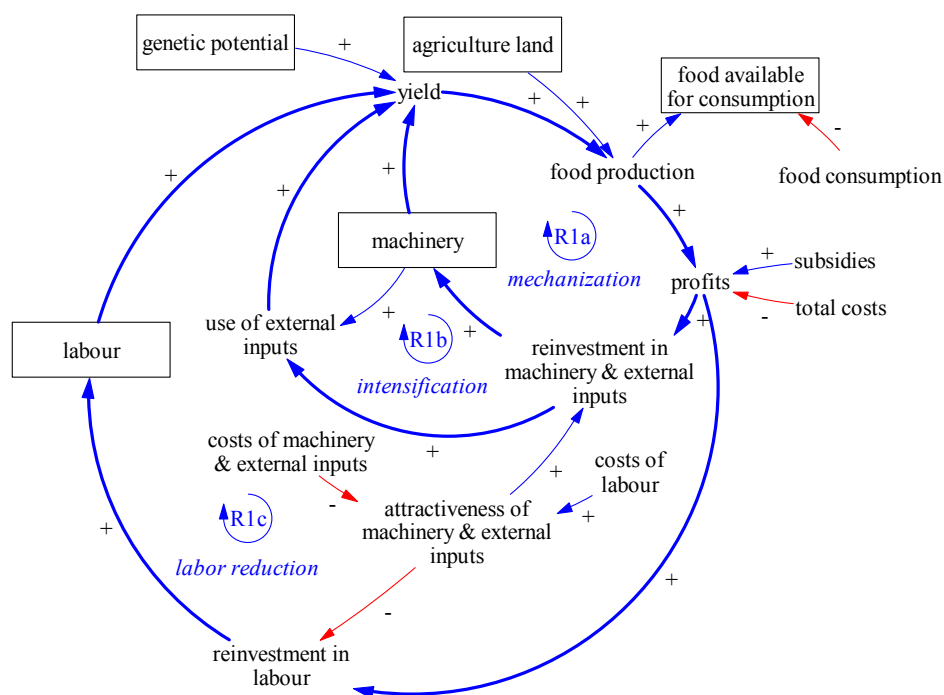 genetic potential
+
agriculture land
food available
for consumption
yield
+
+
+
-
food production
food consumption
+
+
+
+
machinery
R1a
mechanization
profits
+
subsidies
-
total costs
use of external
inputs
+
R1b
+
+
labour
intensification
reinvestment in
machinery & external
inputs
+
costs of machinery
& external inputs
+
costs of
labour
-
attractiveness of
machinery & external
inputs
+
R1c
+
labor reduction
-
+
reinvestment in
labour